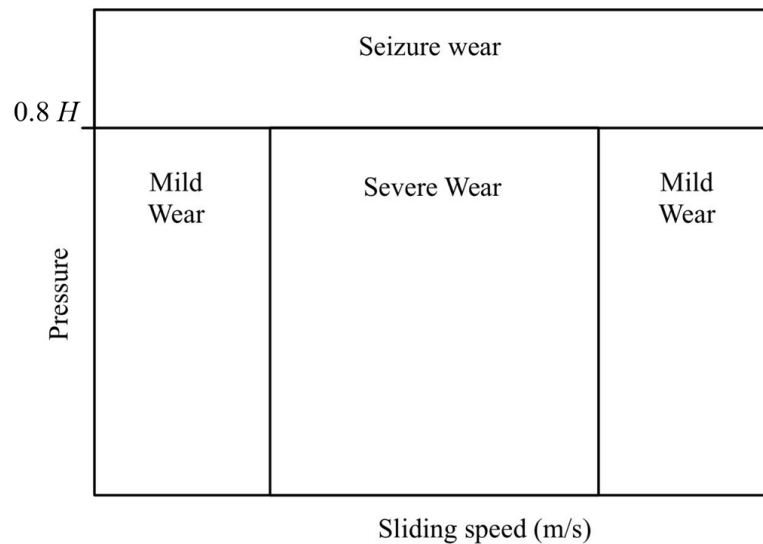 Seizure wear
0.8 H
Mild
Wear
Severe Wear
Mild
Wear
Pressure
Sliding speed (m/s)